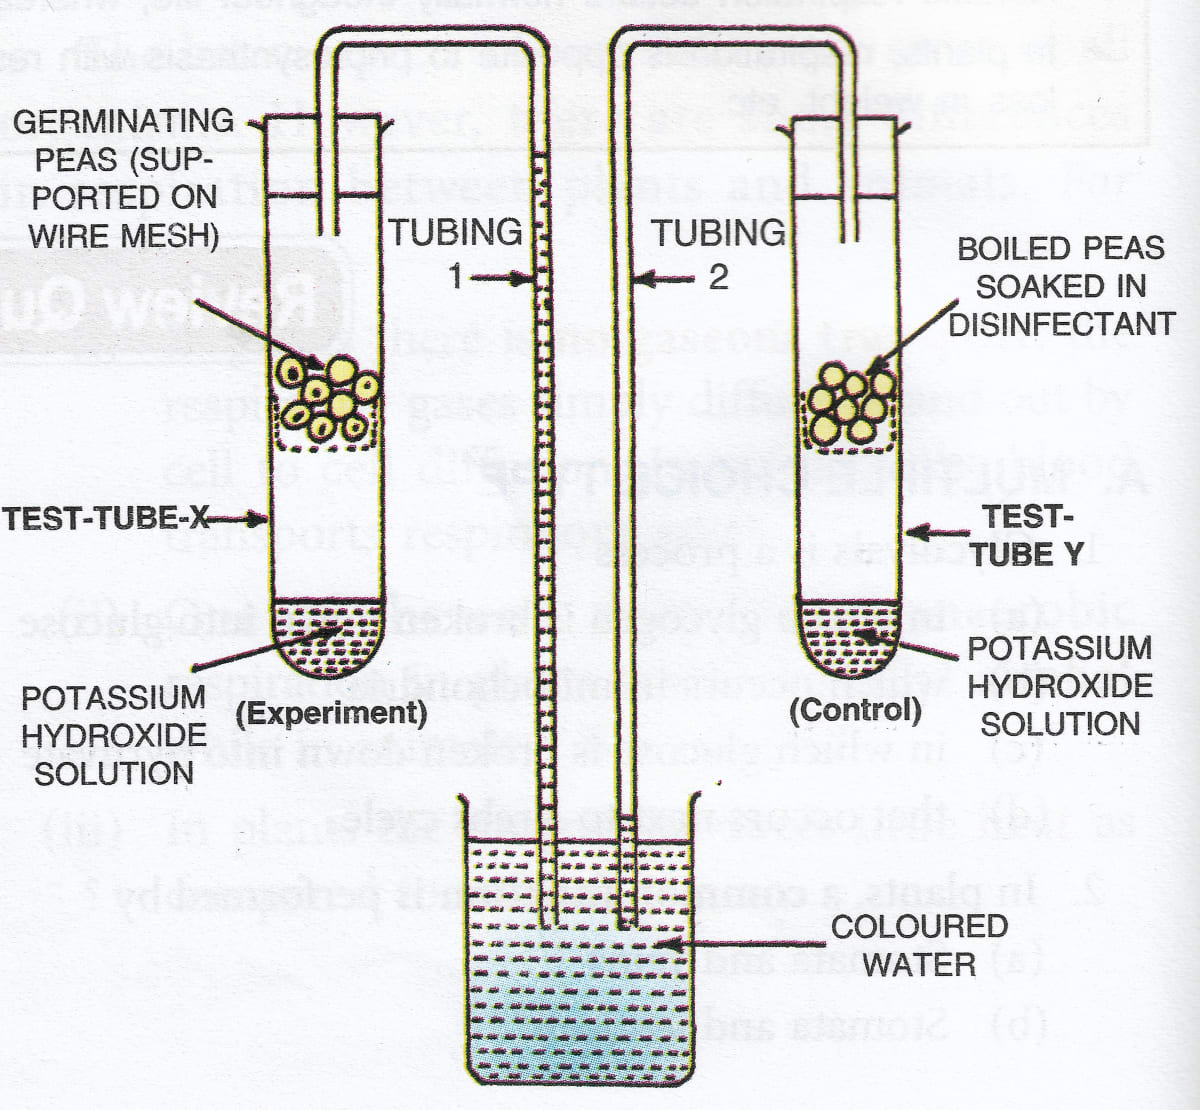 GERMINATING
PEAS (SUP-
PORTED ON
WIRE MESH)
TUBING
1
TUBING
2
BOILED PEAS
SOAKED IN
DISINFECTANT
TEST-TUBE-X
TEST-
TUBE Y
POTASSIUM
HYDROXIDE
SOLUTION
(Experiment)
(Control)
POTASSIUM
HYDROXIDE
SOLUTION
COLOURED
WATER